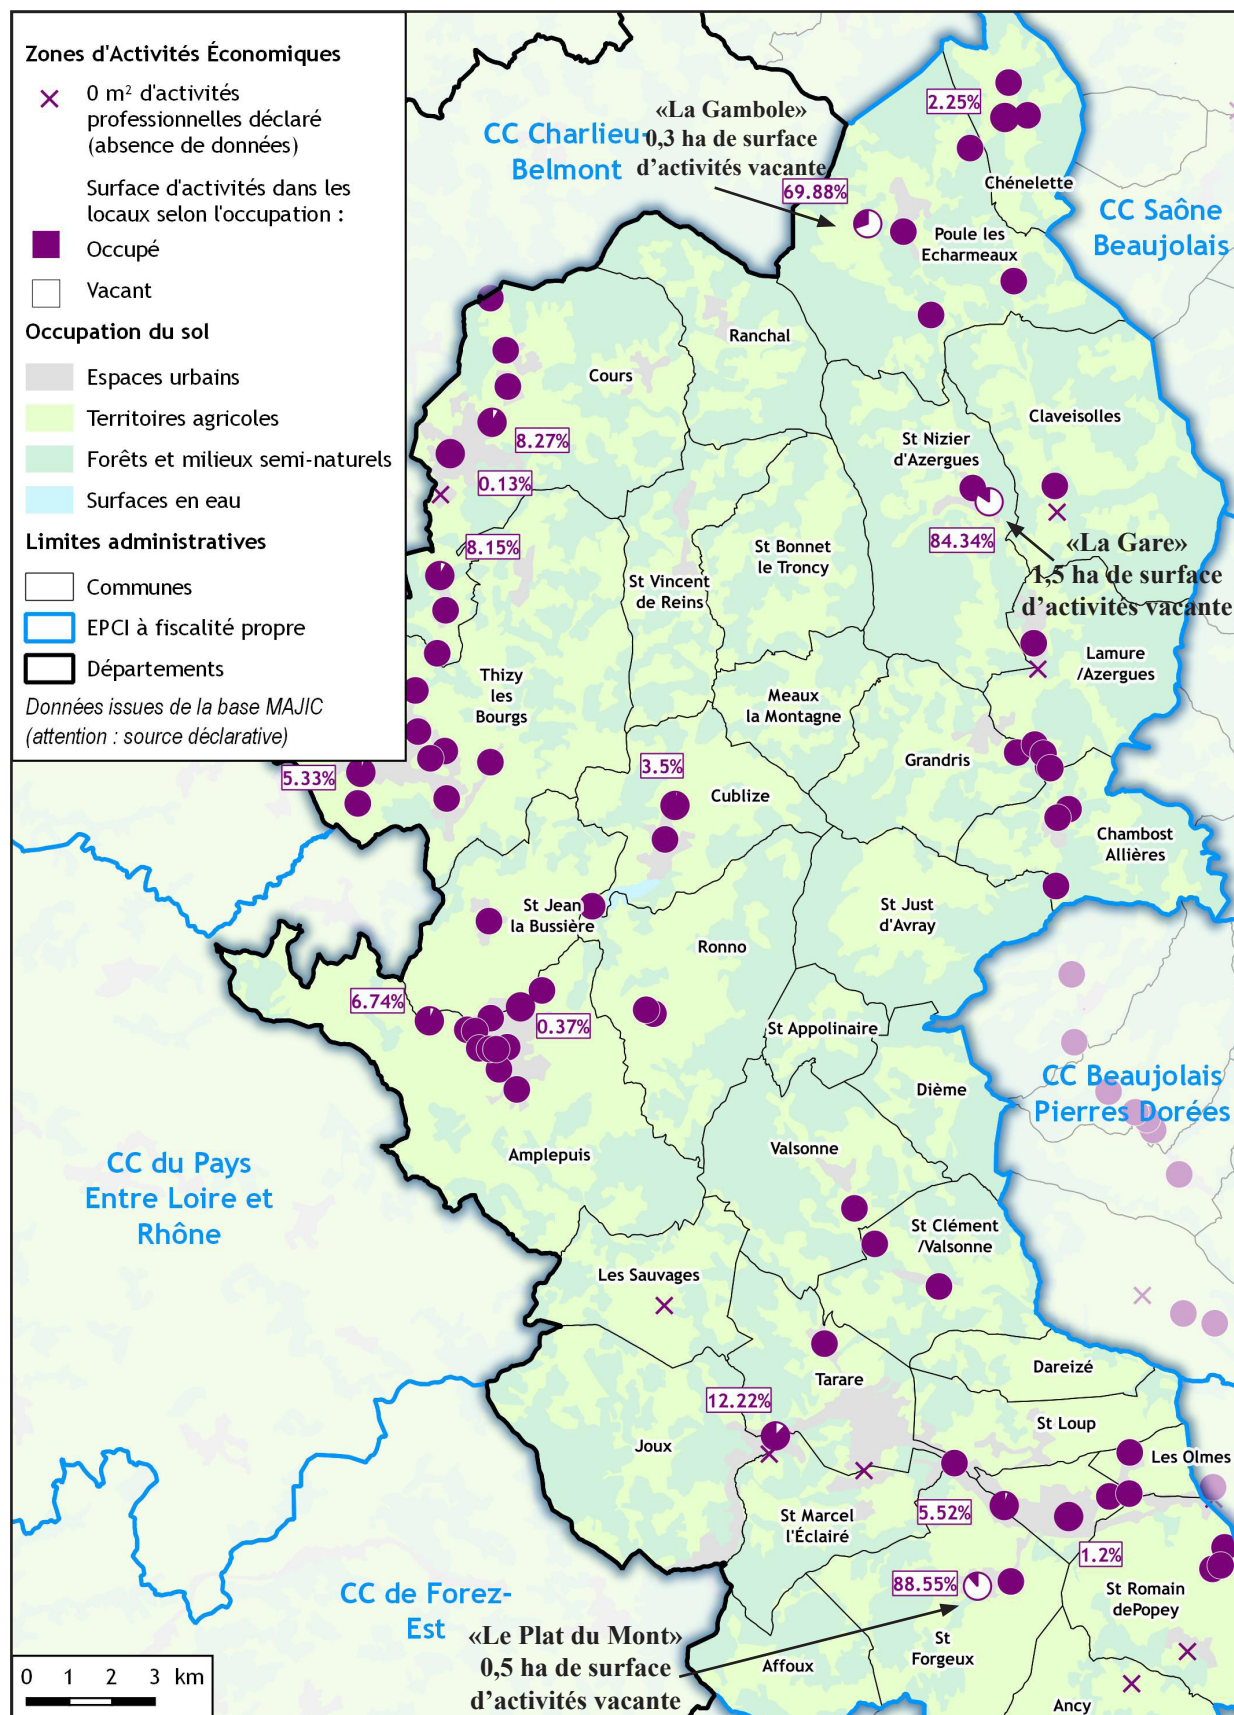 Zones d'Activités Économiques
0 m² d'activités
professionnelles déclaré
(absence de données)
Surface d'activités dans les
locaux selon l'occupation :
Occupé
Vacant
Occupation du sol
Espaces urbains
Territoires agricoles
Forêts et milieux semi-naturels
Surfaces en eau
Limites administratives
Communes
EPCI à fiscalité propre
Départements
Données issues de la base MAJIC
(attention : source déclarative)
CC Charlieu-
Belmont
«La Gambole»
0,3 ha de surface
d'activités vacante
2.25%
Chénelette
69.88%
Poule les
Echarmeaux
CC Saône
Beaujolais
Ranchal
Cours
8.27%
0.13%
8.15%
Claveisolles
St Nizier
d'Azergues
84.34%
«La Gare»
1,5 ha de surface
d'activités vacante
St Bonnet
le Troncy
St Vincent
de Reins
Lamure
/Azergues
Thizy
les
Bourgs
Meaux
la Montagne
Grandris
5.33%
3.5%
Cublize
Chambost
Allières
St Jean
la Bussière
St Just
d'Avray
Ronno
6.74%
0.37%
St Appolinaire
Dième
CC Beaujolais
Pierres Dorées
Amplepuis
Valsonne
CC du Pays
Entre Loire et
Rhône
St Clément
/Valsonne
Les Sauvages
Dareizé
Tarare
12.22%
St Loup
Joux
Les Olmes
St Marcel
l'Éclairé
5.52%
1.2%
88.55%
St Romain
dePopey
CC de Forez-
Est
«Le Plat du Mont»
0,5 ha de surface
d'activités vacante
St
Forgeux
Affoux
Ancy
0 1 2 3 km